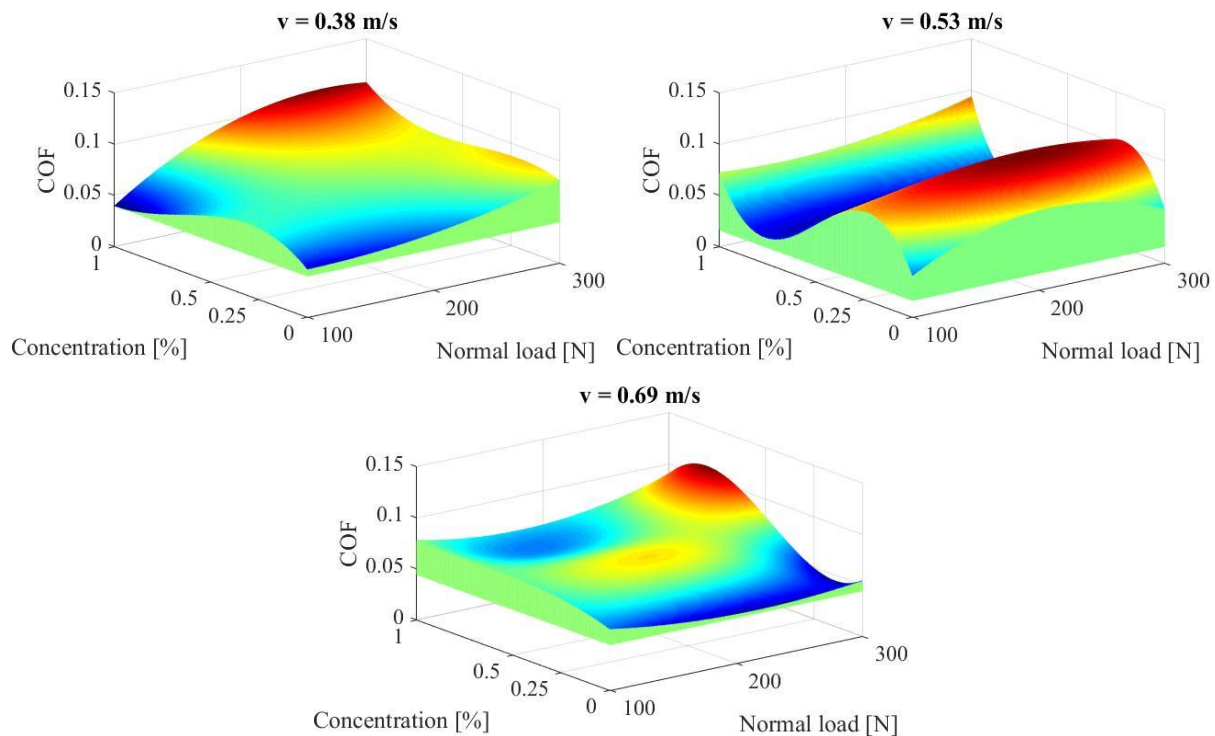 v = 0.38 m/s
0.15
0.1
0.05
0
COF
1
0.5
0.25
0
100
200
300
Concentration [%]
Normal load [N]
v = 0.53 m/s
0.15
0.1
0.05
0
COF
1
0.5
0.25
0
100
200
300
Concentration [%]
Normal load [N]
v = 0.69 m/s
0.15
0.1
0.05
0
COF
1
0.5
0.25
0
100
200
300
Concentration [%]
Normal load [N]